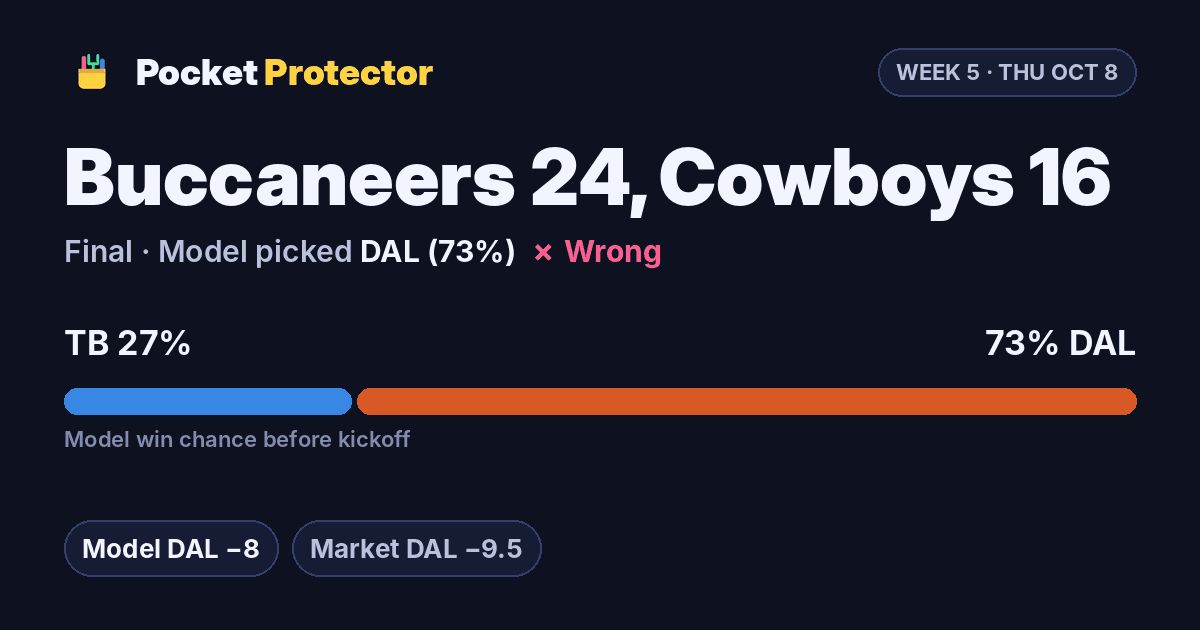 Pocket Protector
WEEK 5 · THU OCT 8
Buccaneers 24, Cowboys 16
Final · Model picked DAL (73%) × Wrong
TB 27%
73% DAL
Model win chance before kickoff
Model DAL −8
Market DAL −9.5